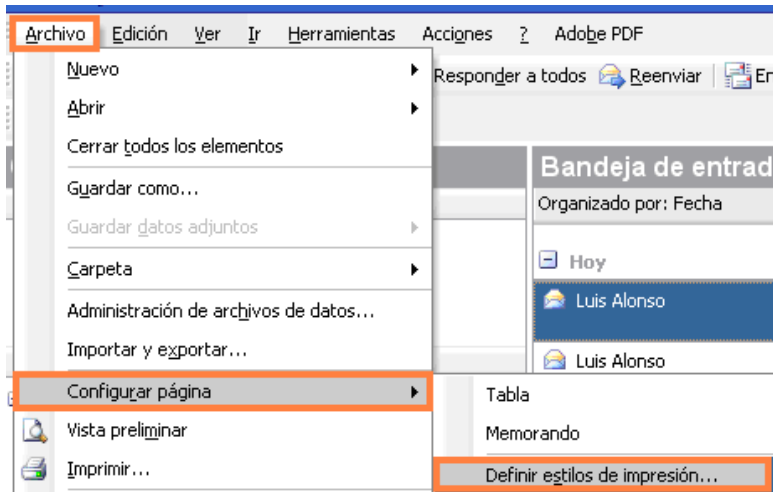 Archivo Edición Ver Ir Herramientas Acciones ? Adobe PDF
Nuevo
Responder a todos Reenviar
Abrir
Cerrar todos los elementos
Bandeja de entrad
Guardar como...
Organizado por: Fecha
Guardar datos adjuntos
Hoy
Carpeta
Luis Alonso
Administración de archivos de datos...
Importar y exportar...
Luis Alonso
Configurar página
Tabla
Vista preliminar
Memorando
Imprimir...
Definir estilos de impresión...